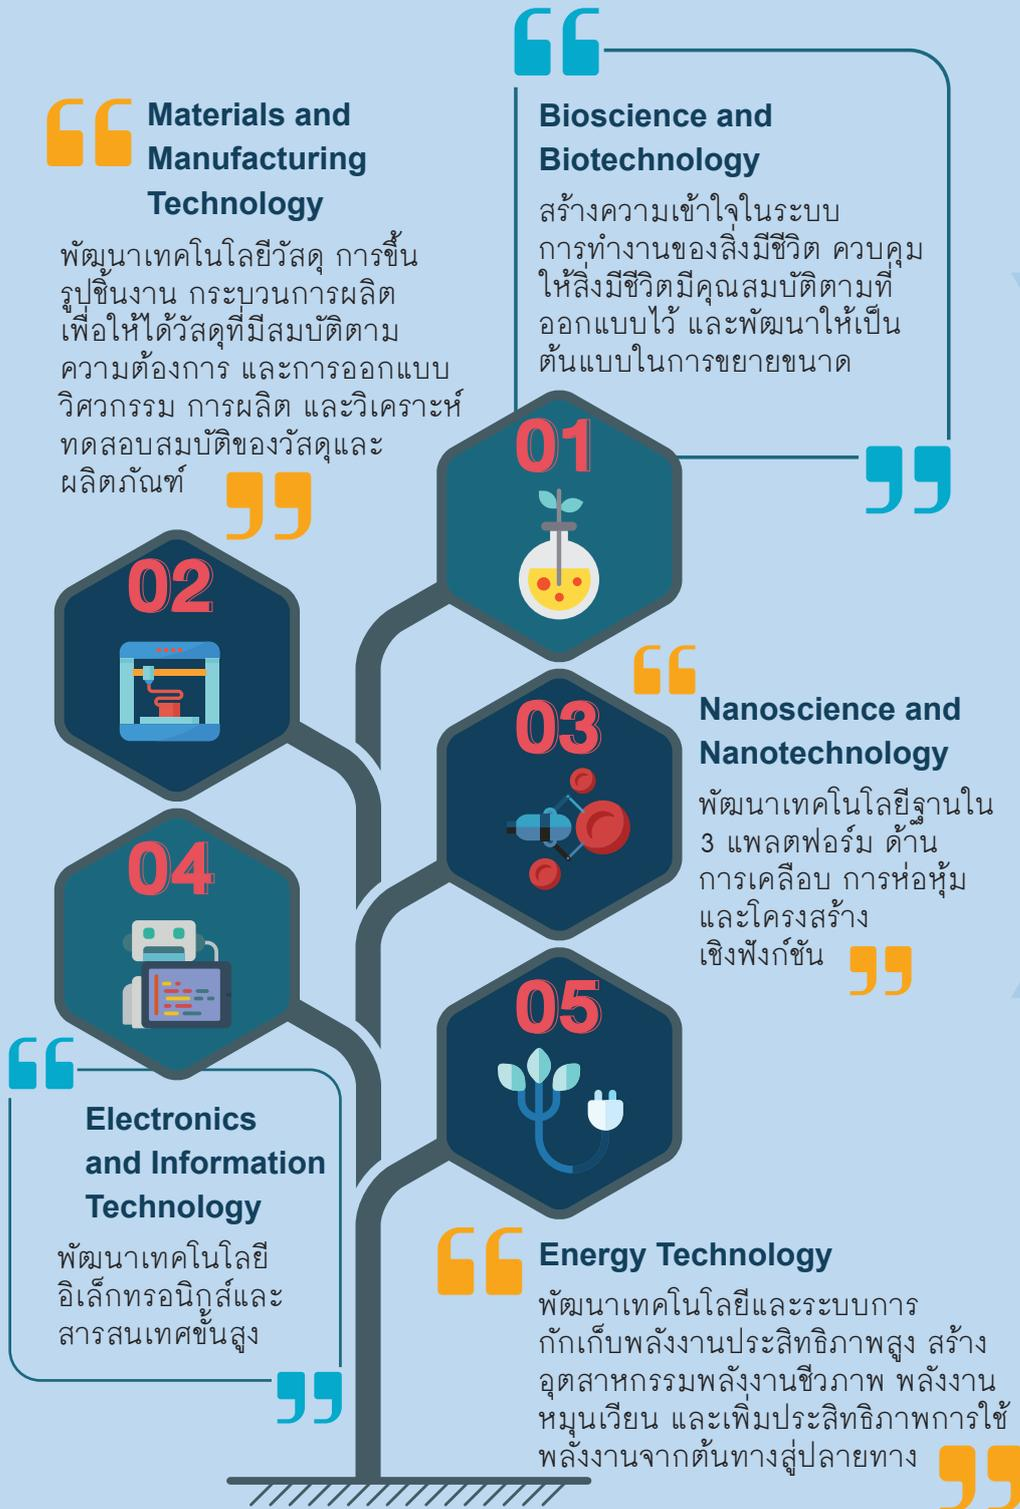 01
Bioscience and
Biotechnology
สร้างความเข้าใจในระบบ
การทำงานของสิ่งมีชีวิต ควบคุม
ให้สิ่งมีชีวิตมีคุณสมบัติตามที่
ออกแบบไว้ และพัฒนาให้เป็น
ต้นแบบในการขยายขนาด
02
Materials and
Manufacturing
Technology
พัฒนาเทคโนโลยีวัสดุ การขึ้น
รูปชิ้นงาน กระบวนการผลิต
เพื่อให้ได้วัสดุที่มีสมบัติตาม
ความต้องการ และการออกแบบ
วิศวกรรม การผลิต และวิเคราะห์
ทดสอบสมบัติของวัสดุและ
ผลิตภัณฑ์
03
Nanoscience and
Nanotechnology
พัฒนาเทคโนโลยีฐานใน
3 แพลตฟอร์ม ด้าน
การเคลือบ การห่อหุ้ม
และโครงสร้าง
เชิงฟังก์ชัน
04
Electronics
and Information
Technology
พัฒนาเทคโนโลยี
อิเล็กทรอนิกส์และ
สารสนเทศขั้นสูง
05
Energy Technology
พัฒนาเทคโนโลยีและระบบการ
กักเก็บพลังงานประสิทธิภาพสูง สร้าง
อุตสาหกรรมพลังงานชีวภาพ พลังงาน
หมุนเวียน และเพิ่มประสิทธิภาพการใช้
พลังงานจากต้นทางสู่ปลายทาง